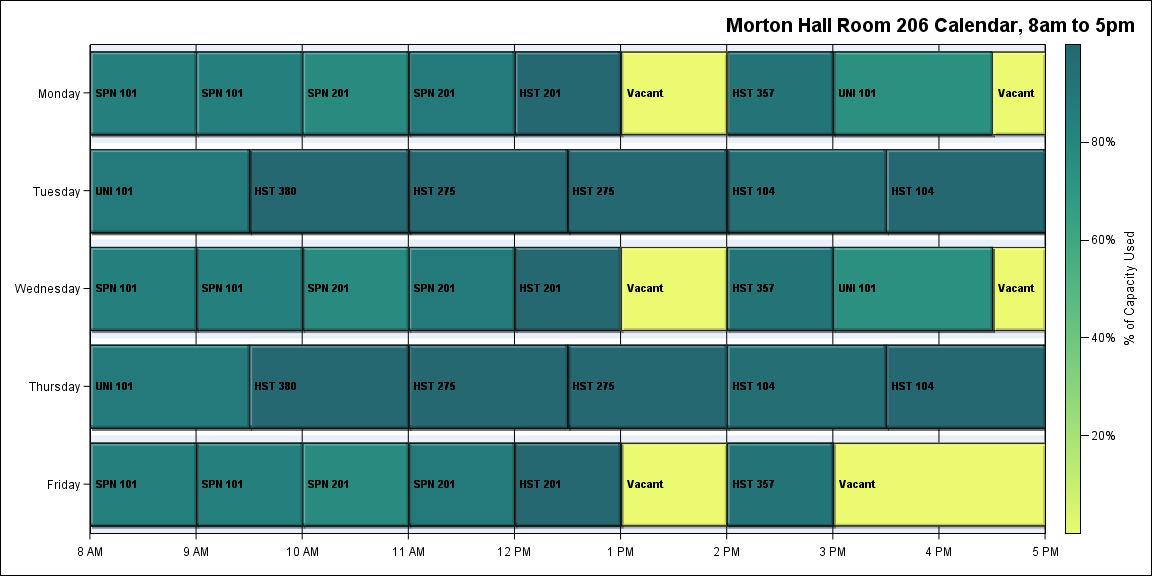 Morton Hall Room 206 Calendar, 8am to 5pm
Monday
SPN 101 SPN 101 SPN 201 SPN 201 HST 201 Vacant HST 357 UNI 101 Vacant
Tuesday
UNI 101 HST 380 HST 275 HST 275 HST 104 HST 104
Wednesday
SPN 101 SPN 101 SPN 201 SPN 201 HST 201 Vacant HST 357 UNI 101 Vacant
Thursday
UNI 101 HST 380 HST 275 HST 275 HST 104 HST 104
Friday
SPN 101 SPN 101 SPN 201 SPN 201 HST 201 Vacant HST 357 Vacant
8 AM 9 AM 10 AM 11 AM 12 PM 1 PM 2 PM 3 PM 4 PM 5 PM
80%
60%
40%
20%
% of Capacity Used